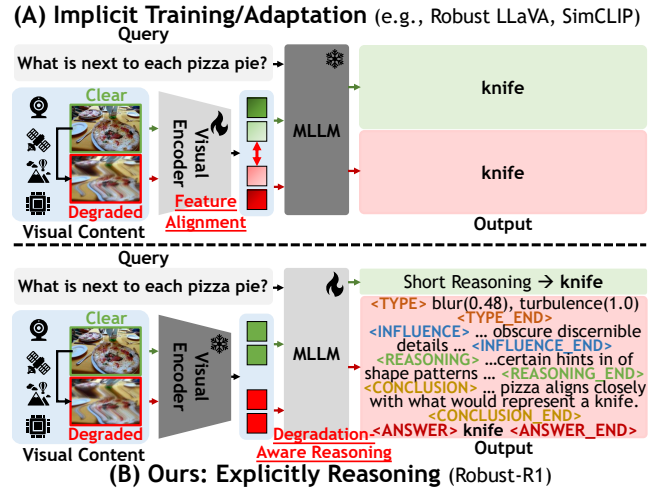 (A) Implicit Training/Adaptation (e.g., Robust LLaVA, SimCLIP)
Query
What is next to each pizza pie?
Clear
Degraded
Visual Content
Visual Encoder
Feature Alignment
MLLM
knife
knife
Output
Query
What is next to each pizza pie?
Clear
Degraded
Visual Content
Visual Encoder
MLLM
Degradation-
Aware Reasoning
Short Reasoning → knife
<TYPE> blur(0.48), turbulence(1.0)
<TYPE_END>
<INFLUENCE> ... obscure discernible
details ... <INFLUENCE_END>
<REASONING> ...certain hints in of
shape patterns ... <REASONING_END>
<CONCLUSION> ... pizza aligns closely
with what would represent a knife.
<CONCLUSION_END>
<ANSWER> knife <ANSWER_END>
Output
(B) Ours: Explicitly Reasoning (Robust-R1)